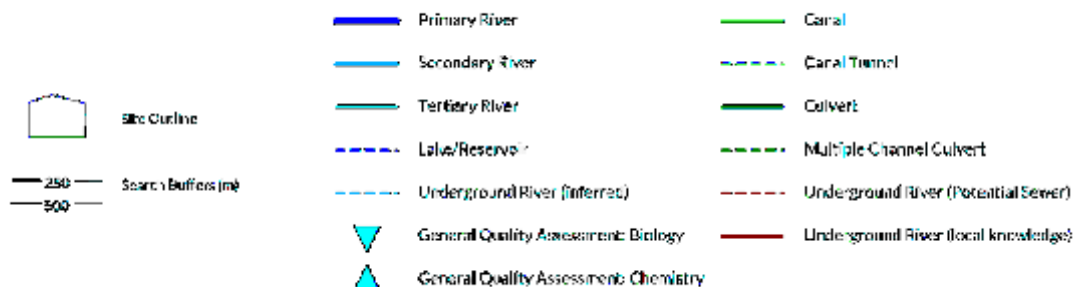 Site Outline
250
500
Search Buffers (m)
Primary River
Secondary River
Tertiary River
Lake/Reservoir
Underground River (Inferred)
General Quality Assessment: Biology
General Quality Assessment: Chemistry
Canal
Canal Tunnel
Culvert
Multiple Channel Culvert
Underground River (Potential Sewer)
Underground River (local knowledge)